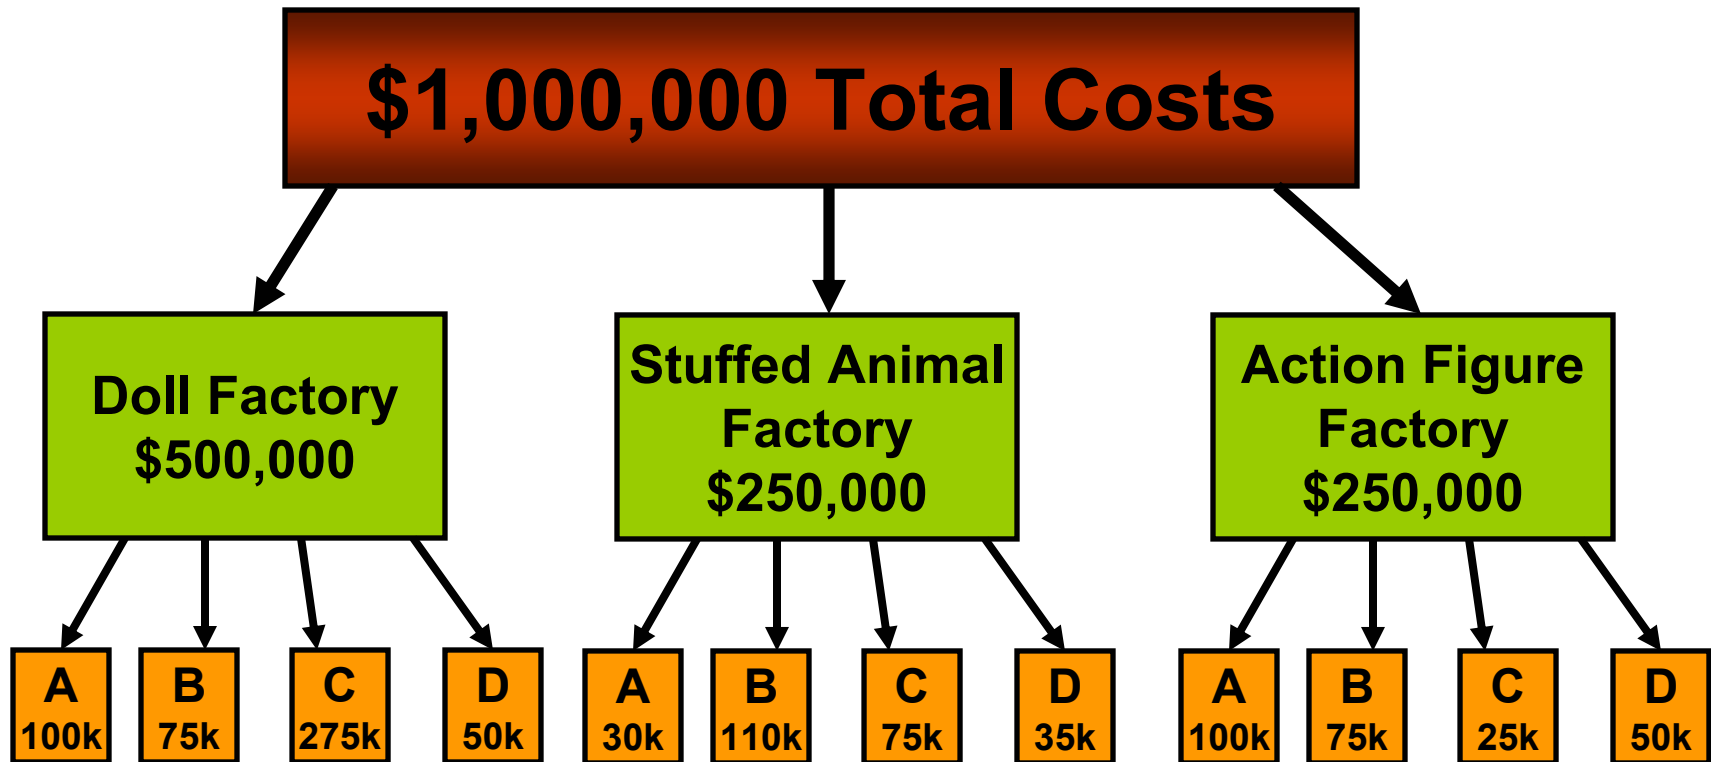 $1,000,000 Total Costs
Doll Factory
$500,000
Stuffed Animal
Factory
$250,000
Action Figure
Factory
$250,000
A
100k
B
75k
C
275k
D
50k
A
30k
B
110k
C
75k
D
35k
A
100k
B
75k
C
25k
D
50k